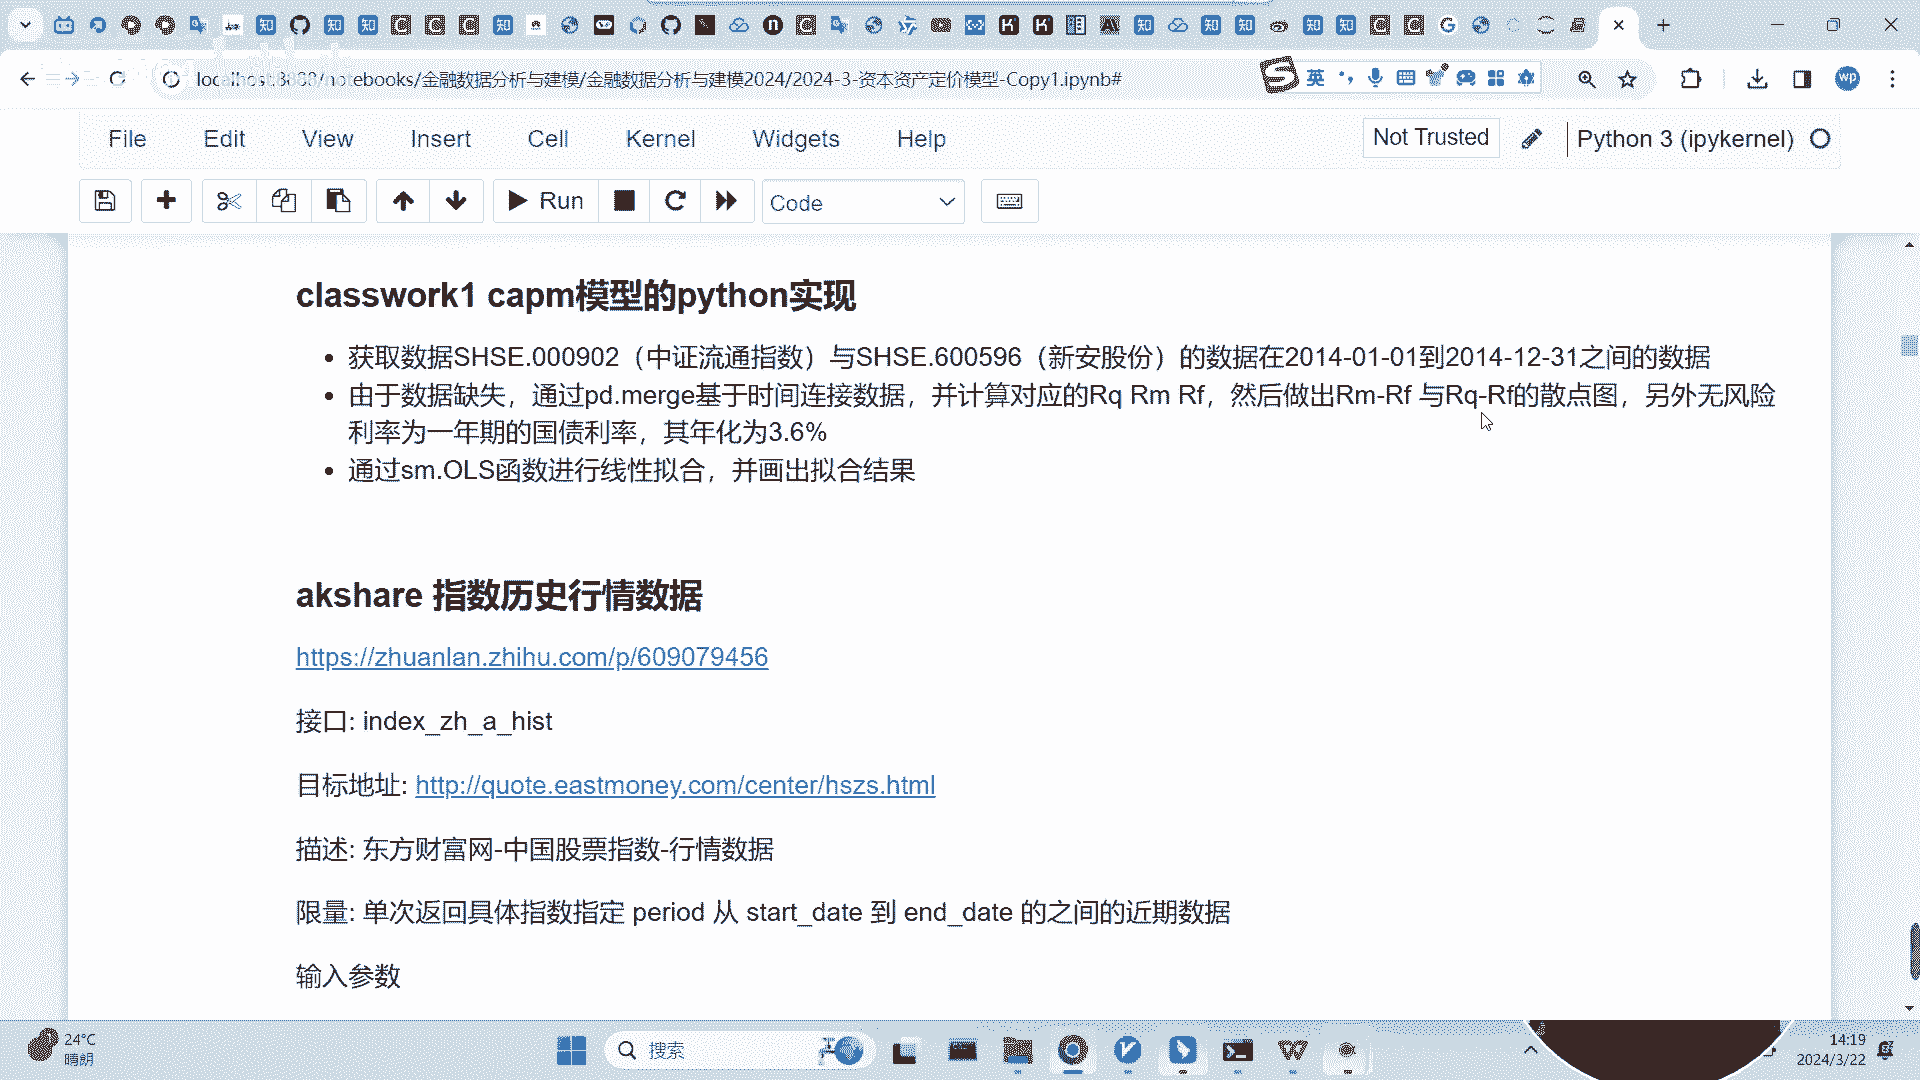 localhost:8888/notebooks/金融数据分析与建模/金融数据分析与建模2024/2024-3-资本资产定价模型-Copy1.ipynb#
英
wp
File Edit View Insert Cell Kernel Widgets Help
Not Trusted
Python 3 (ipykernel)
Run
Code
classwork1 capm模型的python实现
获取数据SHSE.000902（中证流通指数）与SHSE.600596（新安股份）的数据在2014-01-01到2014-12-31之间的数据
由于数据缺失，通过pd.merge基于时间连接数据，并计算对应的Rq Rm Rf，然后做出Rm-Rf 与Rq-Rf的散点图，另外无风险
利率为一年期的国债利率，其年化为3.6%
通过sm.OLS函数进行线性拟合，并画出拟合结果
akshare 指数历史行情数据
https://zhuanlan.zhihu.com/p/609079456
接口: index_zh_a_hist
目标地址: http://quote.eastmoney.com/center/hszs.html
描述: 东方财富网-中国股票指数-行情数据
限量: 单次返回具体指数指定 period 从 start_date 到 end_date 的之间的近期数据
输入参数
24°C
晴朗
搜索
14:19
2024/3/22